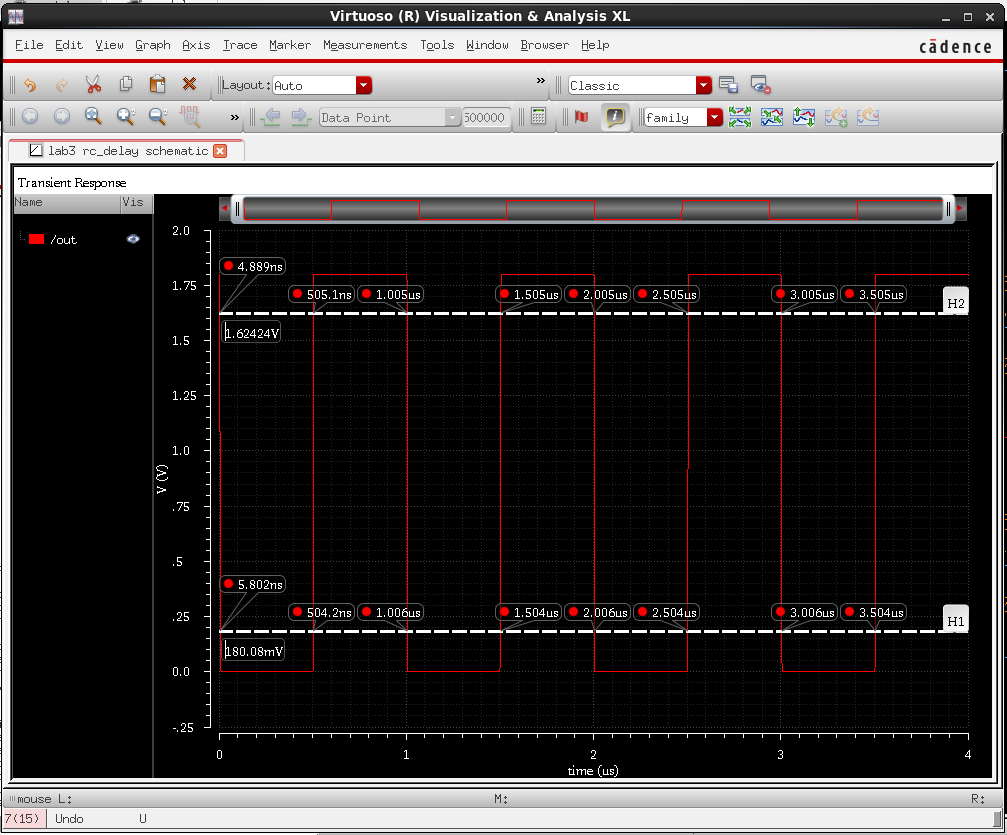 Virtuoso (R) Visualization & Analysis XL
File Edit View Graph Axis Trace Marker Measurements Tools Window Browser Help
cādence
Layout: Auto
»
Classic
»
Data Point
500000
family
lab3 rc_delay schematic
Transient Response
Name Vis
/out
2.0
4.889ns
1.75
505.1ns 1.005us 1.505us 2.005us 2.505us 3.005us 3.505us
H2
1.62424V
1.5
1.25
1.0
V (V)
.75
.5
5.802ns
.25
504.2ns 1.006us 1.504us 2.006us 2.504us 3.006us 3.504us
H1
180.08mV
0.0
-.25
0 1 2 3 4
time (us)
mouse L: M: R:
7(15) Undo U